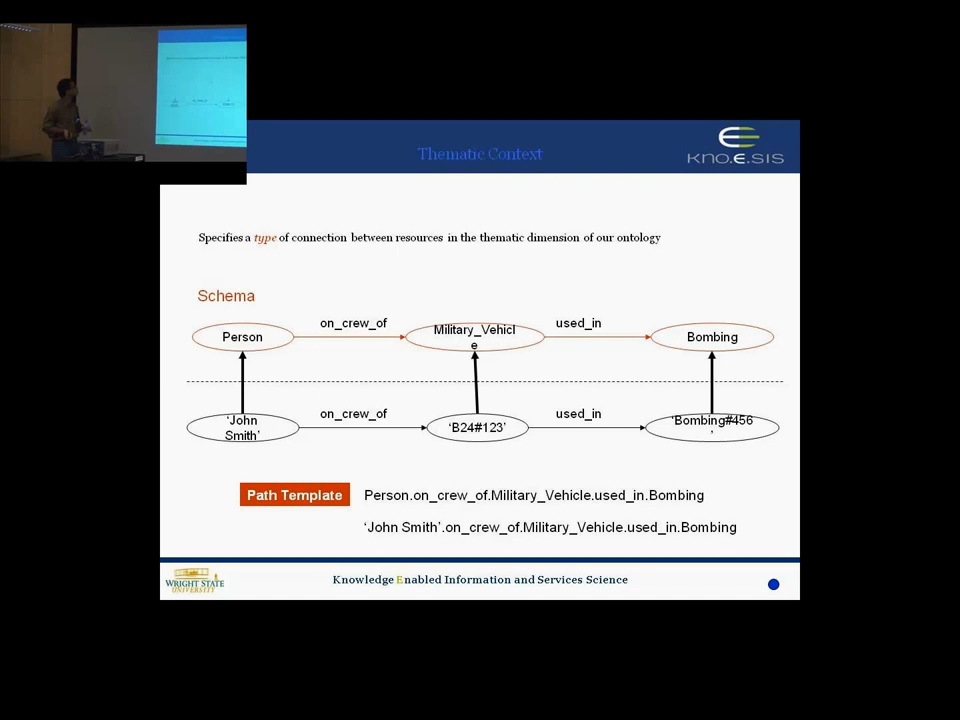 Thematic Context
kno.e.sis
Specifies a type of connection between resources in the thematic dimension of our ontology
Schema
on_crew_of
used_in
Person
Military_Vehicl
e
Bombing
on_crew_of
used_in
‘John
Smith’
‘B24#123’
‘Bombing#456
’
Path Template
Person.on_crew_of.Military_Vehicle.used_in.Bombing
‘John Smith’.on_crew_of.Military_Vehicle.used_in.Bombing
WRIGHT STATE
UNIVERSITY
Knowledge Enabled Information and Services Science